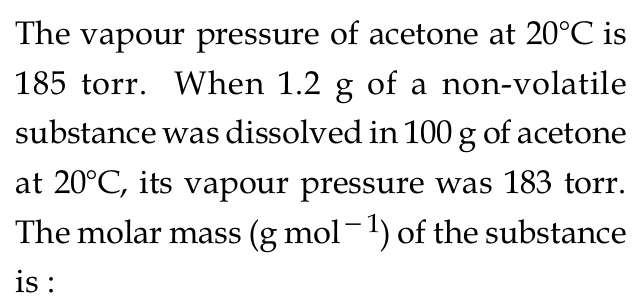 The vapour pressure of acetone at 20°C is
185 torr. When 1.2 g of a non-volatile
substance was dissolved in 100 g of acetone
at 20°C, its vapour pressure was 183 torr.
The molar mass (g mol⁻¹) of the substance
is :